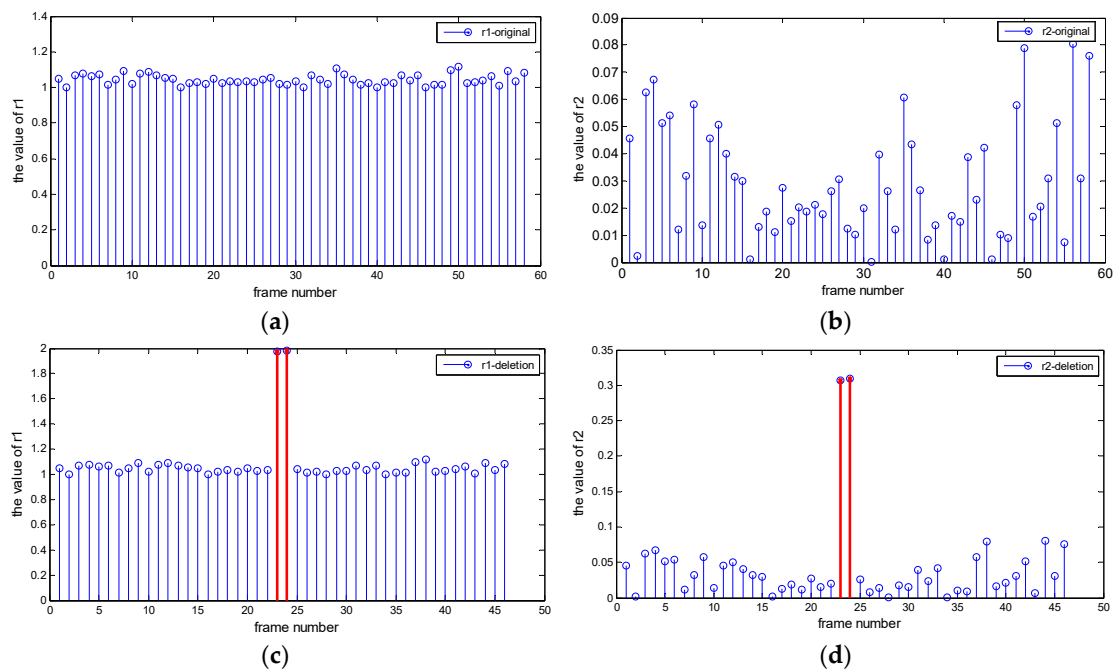 1.4
1.2
1
0.8
0.6
0.4
0.2
0
the value of r1
r1-original
0 10 20 30 40 50 60
frame number
(a)
0.09
0.08
0.07
0.06
0.05
0.04
0.03
0.02
0.01
0
the value of r2
r2-original
0 10 20 30 40 50 60
frame number
(b)
2
1.8
1.6
1.4
1.2
1
0.8
0.6
0.4
0.2
0
the value of r1
r1-deletion
0 5 10 15 20 25 30 35 40 45 50
frame number
(c)
0.35
0.3
0.25
0.2
0.15
0.1
0.05
0
the value of r2
r2-deletion
0 5 10 15 20 25 30 35 40 45 50
frame number
(d)